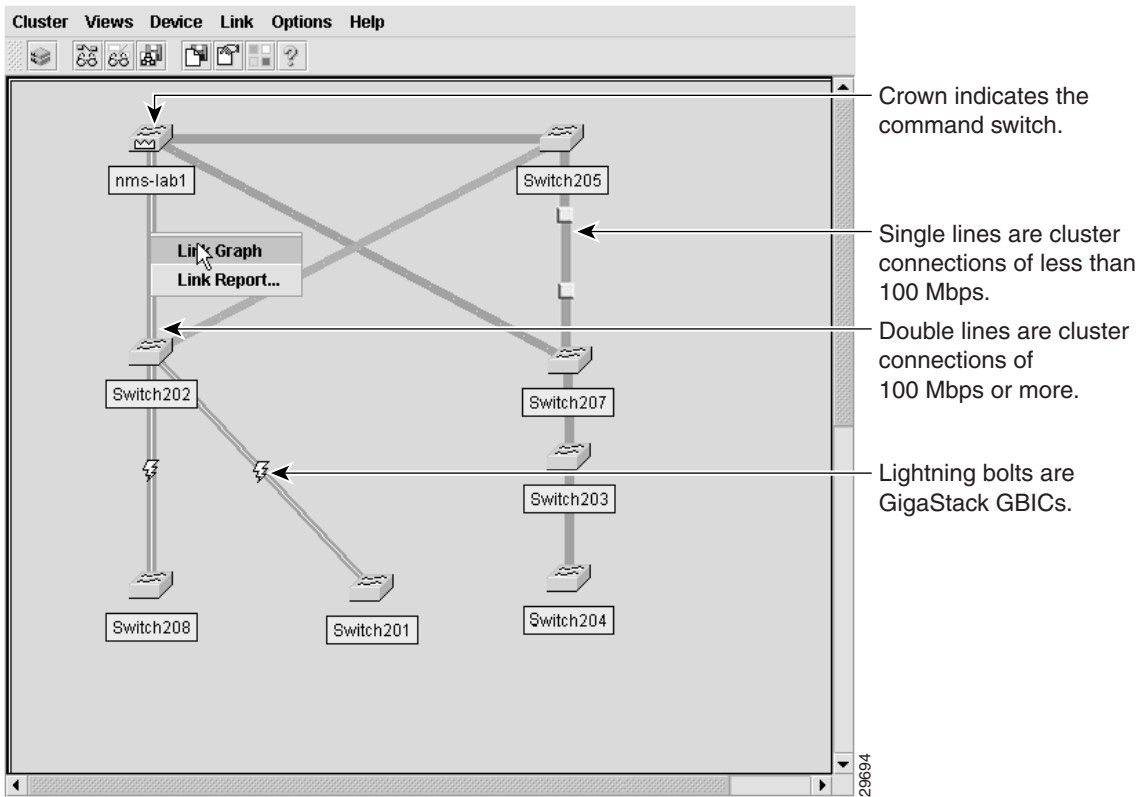 Cluster Views Device Link Options Help
Crown indicates the
command switch.
nms-lab1
Switch205
Link Graph
Link Report...
Single lines are cluster
connections of less than
100 Mbps.
Double lines are cluster
connections of
100 Mbps or more.
Switch202
Switch207
Lightning bolts are
GigaStack GBICs.
Switch203
Switch208
Switch201
Switch204
29694